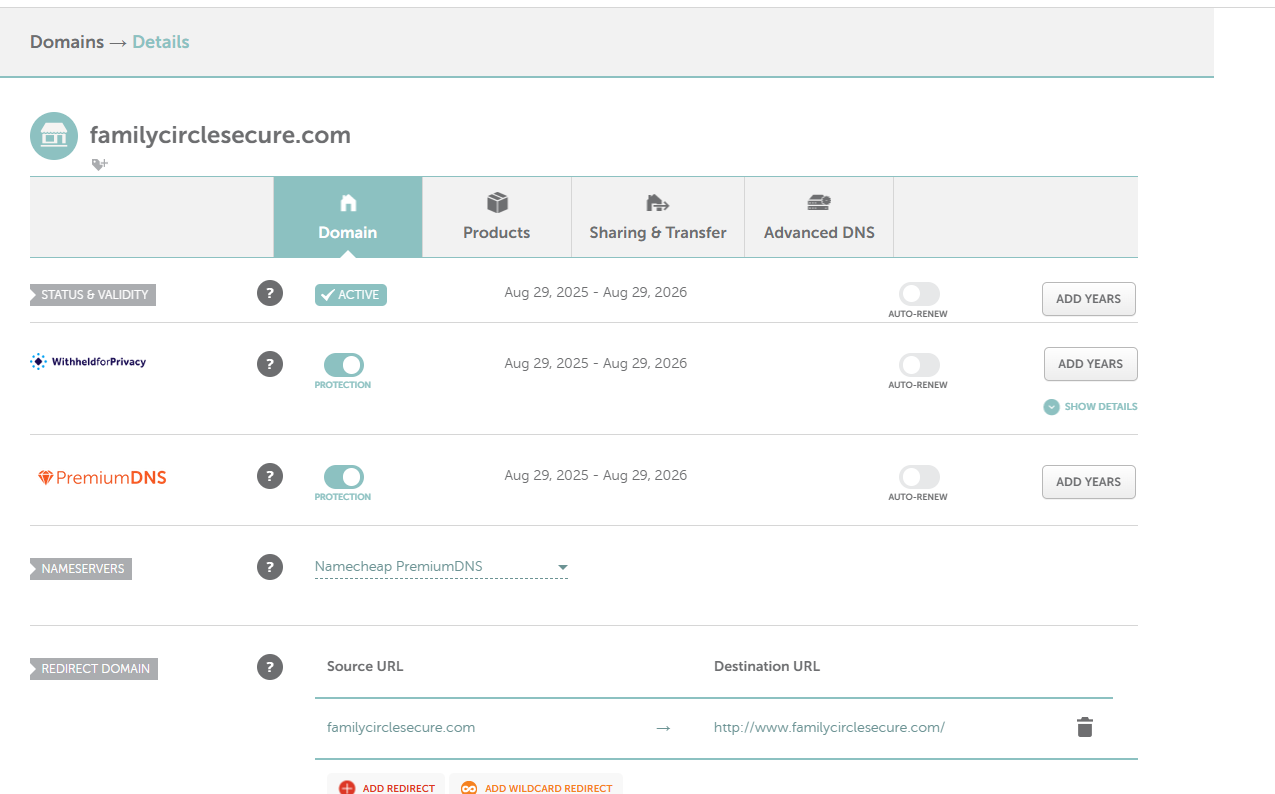 Domains → Details
familycirclesecure.com
Domain
Products
Sharing & Transfer
Advanced DNS
STATUS & VALIDITY
?
ACTIVE
Aug 29, 2025 - Aug 29, 2026
AUTO-RENEW
ADD YEARS
WithheldforPrivacy
?
PROTECTION
Aug 29, 2025 - Aug 29, 2026
AUTO-RENEW
ADD YEARS
SHOW DETAILS
PremiumDNS
?
PROTECTION
Aug 29, 2025 - Aug 29, 2026
AUTO-RENEW
ADD YEARS
NAMESERVERS
?
Namecheap PremiumDNS
REDIRECT DOMAIN
?
Source URL
Destination URL
familycirclesecure.com
→
http://www.familycirclesecure.com/
ADD REDIRECT
ADD WILDCARD REDIRECT